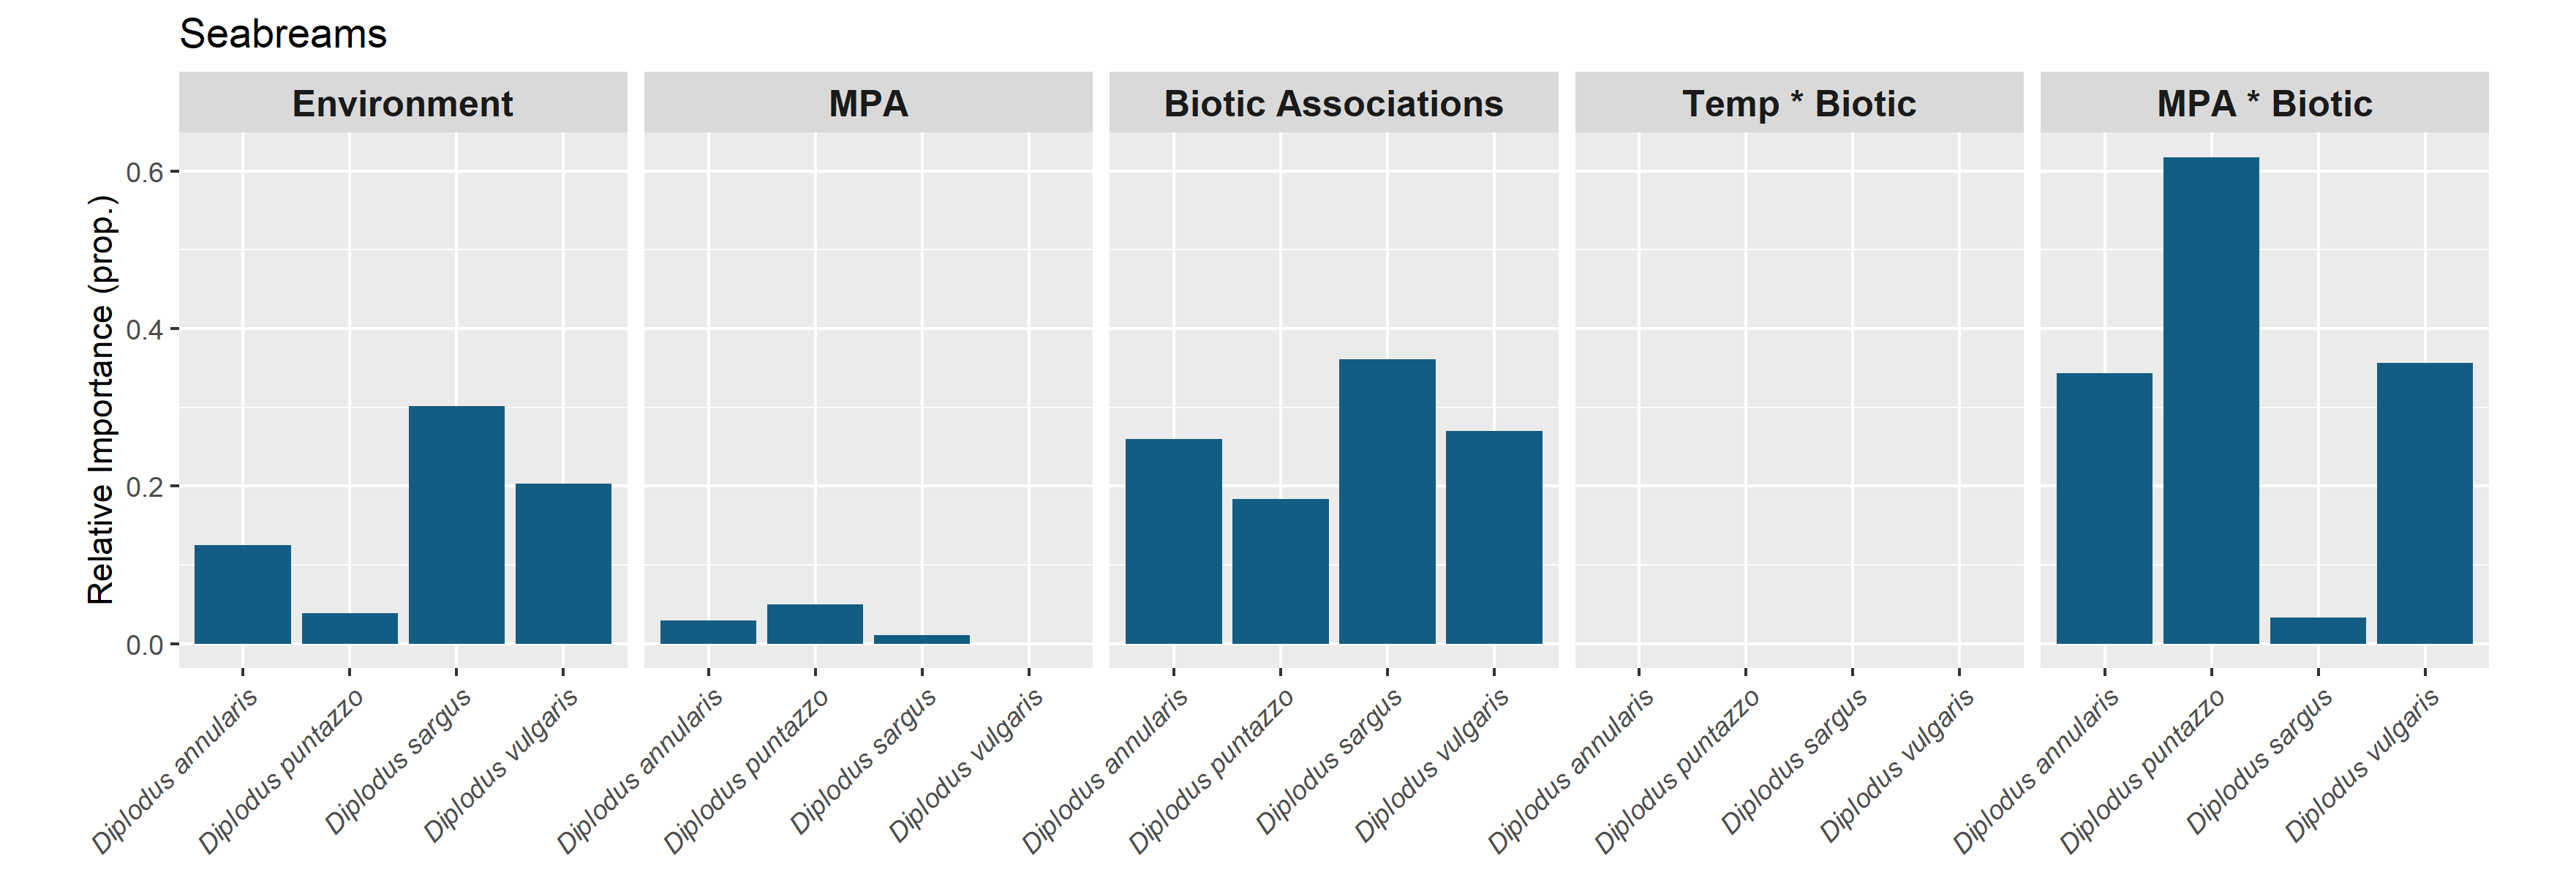 Seabreams
Environment
MPA
Biotic Associations
Temp * Biotic
MPA * Biotic
Relative Importance (prop.)
0.6
0.4
0.2
0.0
Diplodus annularis
Diplodus puntazzo
Diplodus sargus
Diplodus vulgaris
Diplodus annularis
Diplodus puntazzo
Diplodus sargus
Diplodus vulgaris
Diplodus annularis
Diplodus puntazzo
Diplodus sargus
Diplodus vulgaris
Diplodus annularis
Diplodus puntazzo
Diplodus sargus
Diplodus vulgaris
Diplodus annularis
Diplodus puntazzo
Diplodus sargus
Diplodus vulgaris